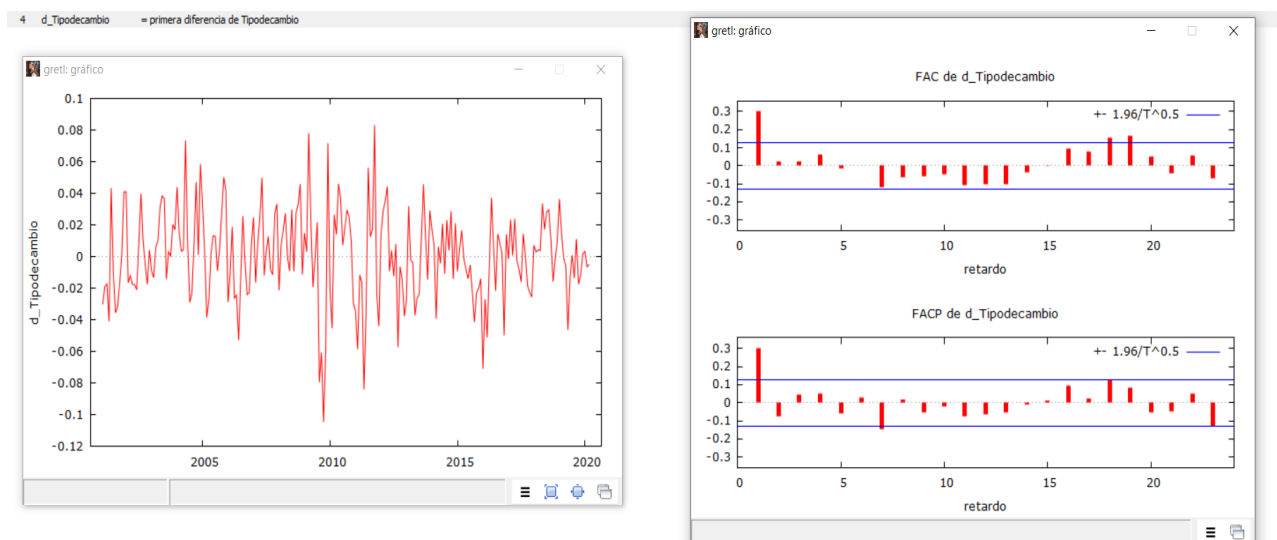 4 d_Tipodecambio = primera diferencia de Tipodecambio
gretl: gráfico
d_Tipodecambio
0.1
0.08
0.06
0.04
0.02
0
-0.02
-0.04
-0.06
-0.08
-0.1
-0.12
2005 2010 2015 2020
gretl: gráfico
FAC de d_Tipodecambio
+- 1.96/T^0.5
0.3
0.2
0.1
0
-0.1
-0.2
-0.3
0 5 10 15 20
retardo
FACP de d_Tipodecambio
+- 1.96/T^0.5
0.3
0.2
0.1
0
-0.1
-0.2
-0.3
0 5 10 15 20
retardo